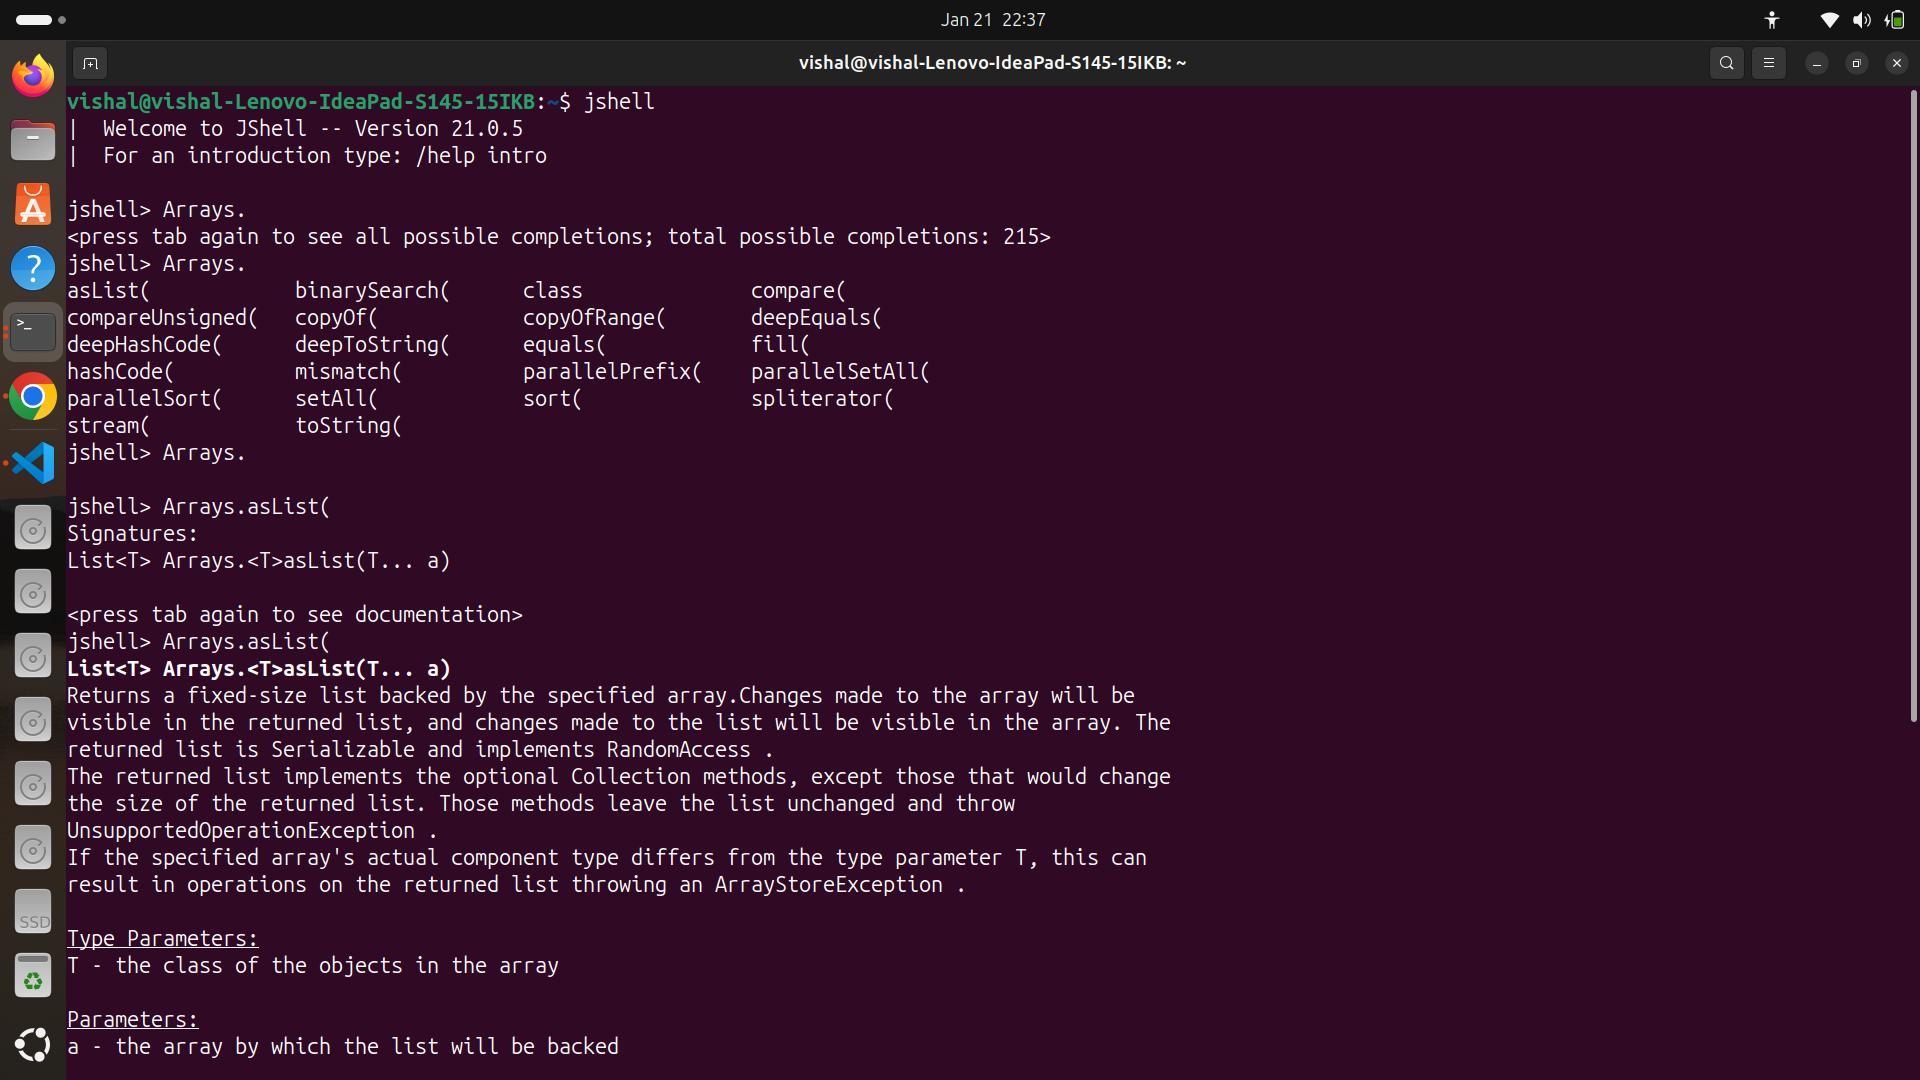 Jan 21 22:37
vishal@vishal-Lenovo-IdeaPad-S145-15IKB: ~
vishal@vishal-Lenovo-IdeaPad-S145-15IKB:~$ jshell
| Welcome to JShell -- Version 21.0.5
| For an introduction type: /help intro
jshell> Arrays.
<press tab again to see all possible completions; total possible completions: 215>
jshell> Arrays.
asList( binarySearch( class compare(
compareUnsigned( copyOf( copyOfRange( deepEquals(
deepHashCode( deepToString( equals( fill(
hashCode( mismatch( parallelPrefix( parallelSetAll(
parallelSort( setAll( sort( spliterator(
stream( toString(
jshell> Arrays.
jshell> Arrays.asList(
Signatures:
List<T> Arrays.<T>asList(T... a)
<press tab again to see documentation>
jshell> Arrays.asList(
List<T> Arrays.<T>asList(T... a)
Returns a fixed-size list backed by the specified array.Changes made to the array will be
visible in the returned list, and changes made to the list will be visible in the array. The
returned list is Serializable and implements RandomAccess .
The returned list implements the optional Collection methods, except those that would change
the size of the returned list. Those methods leave the list unchanged and throw
UnsupportedOperationException .
If the specified array's actual component type differs from the type parameter T, this can
result in operations on the returned list throwing an ArrayStoreException .
Type Parameters:
T - the class of the objects in the array
Parameters:
a - the array by which the list will be backed
SSD